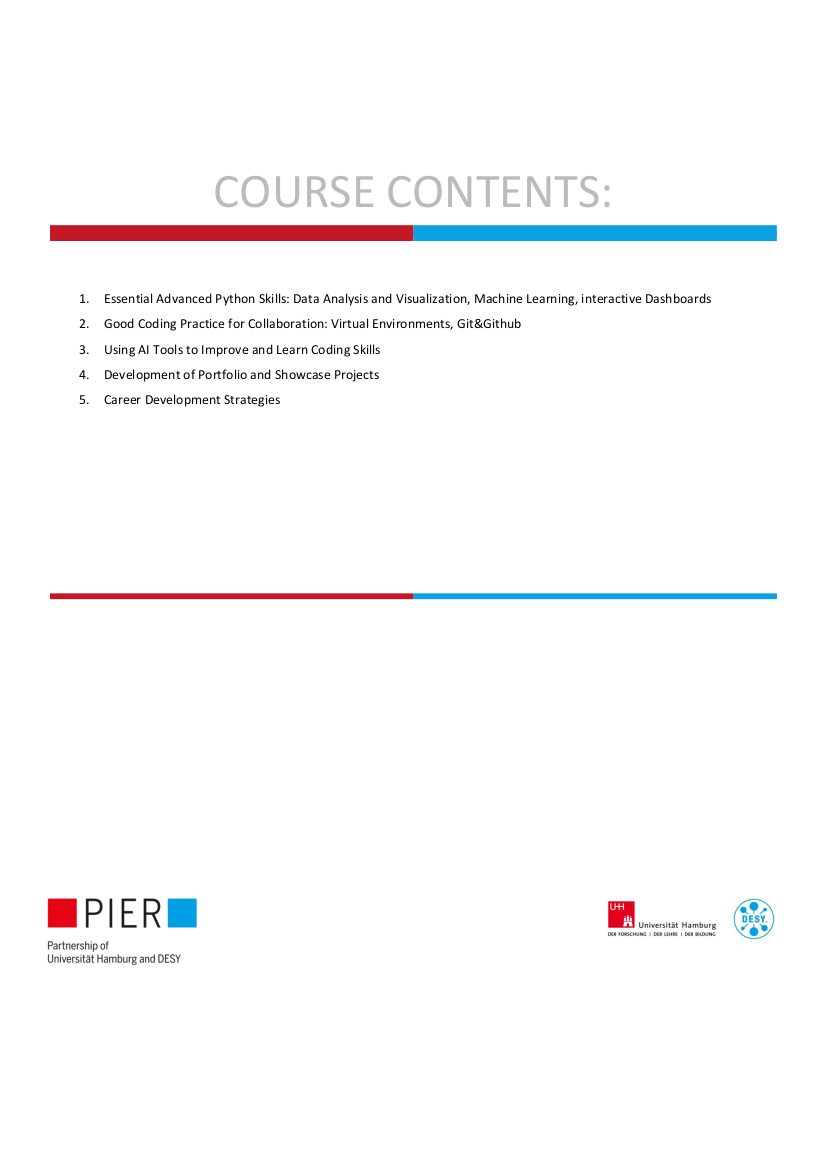 COURSE CONTENTS:
1. Essential Advanced Python Skills: Data Analysis and Visualization, Machine Learning, interactive Dashboards
2. Good Coding Practice for Collaboration: Virtual Environments, Git&Github
3. Using AI Tools to Improve and Learn Coding Skills
4. Development of Portfolio and Showcase Projects
5. Career Development Strategies
PIER
Partnership of
Universität Hamburg and DESY
UH
Universität Hamburg
DER FORSCHUNG | DER LEHRE | DER BILDUNG
DESY.